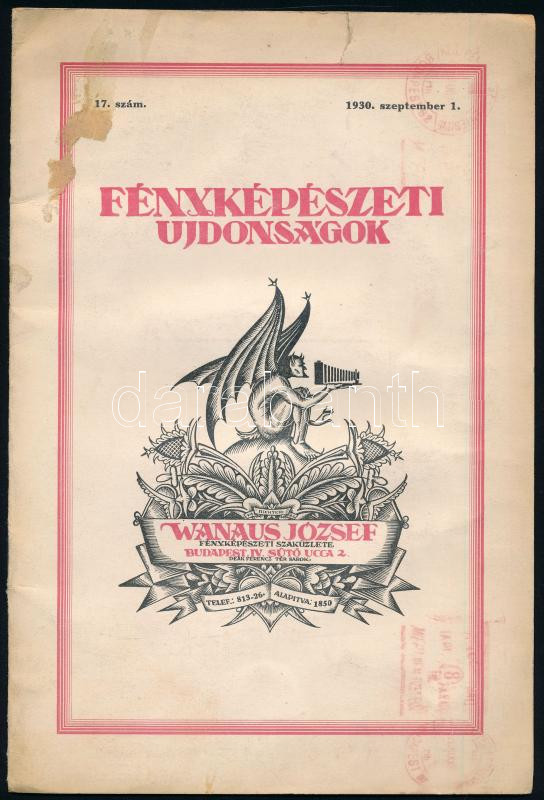 17. szám.
1930. szeptember 1.
FÉNYKÉPÉSZETI
UJDONSÁGOK
darabanth
WANAUS JÓZSEF
FÉNYKÉPÉSZETI SZAKÜZLETE
BUDAPEST, IV. SÜTŐ UCCA 2.
DEÁK FERENCZ TÉR SAROK.
TELEF.: 813-26. ALAPITVA: 1850